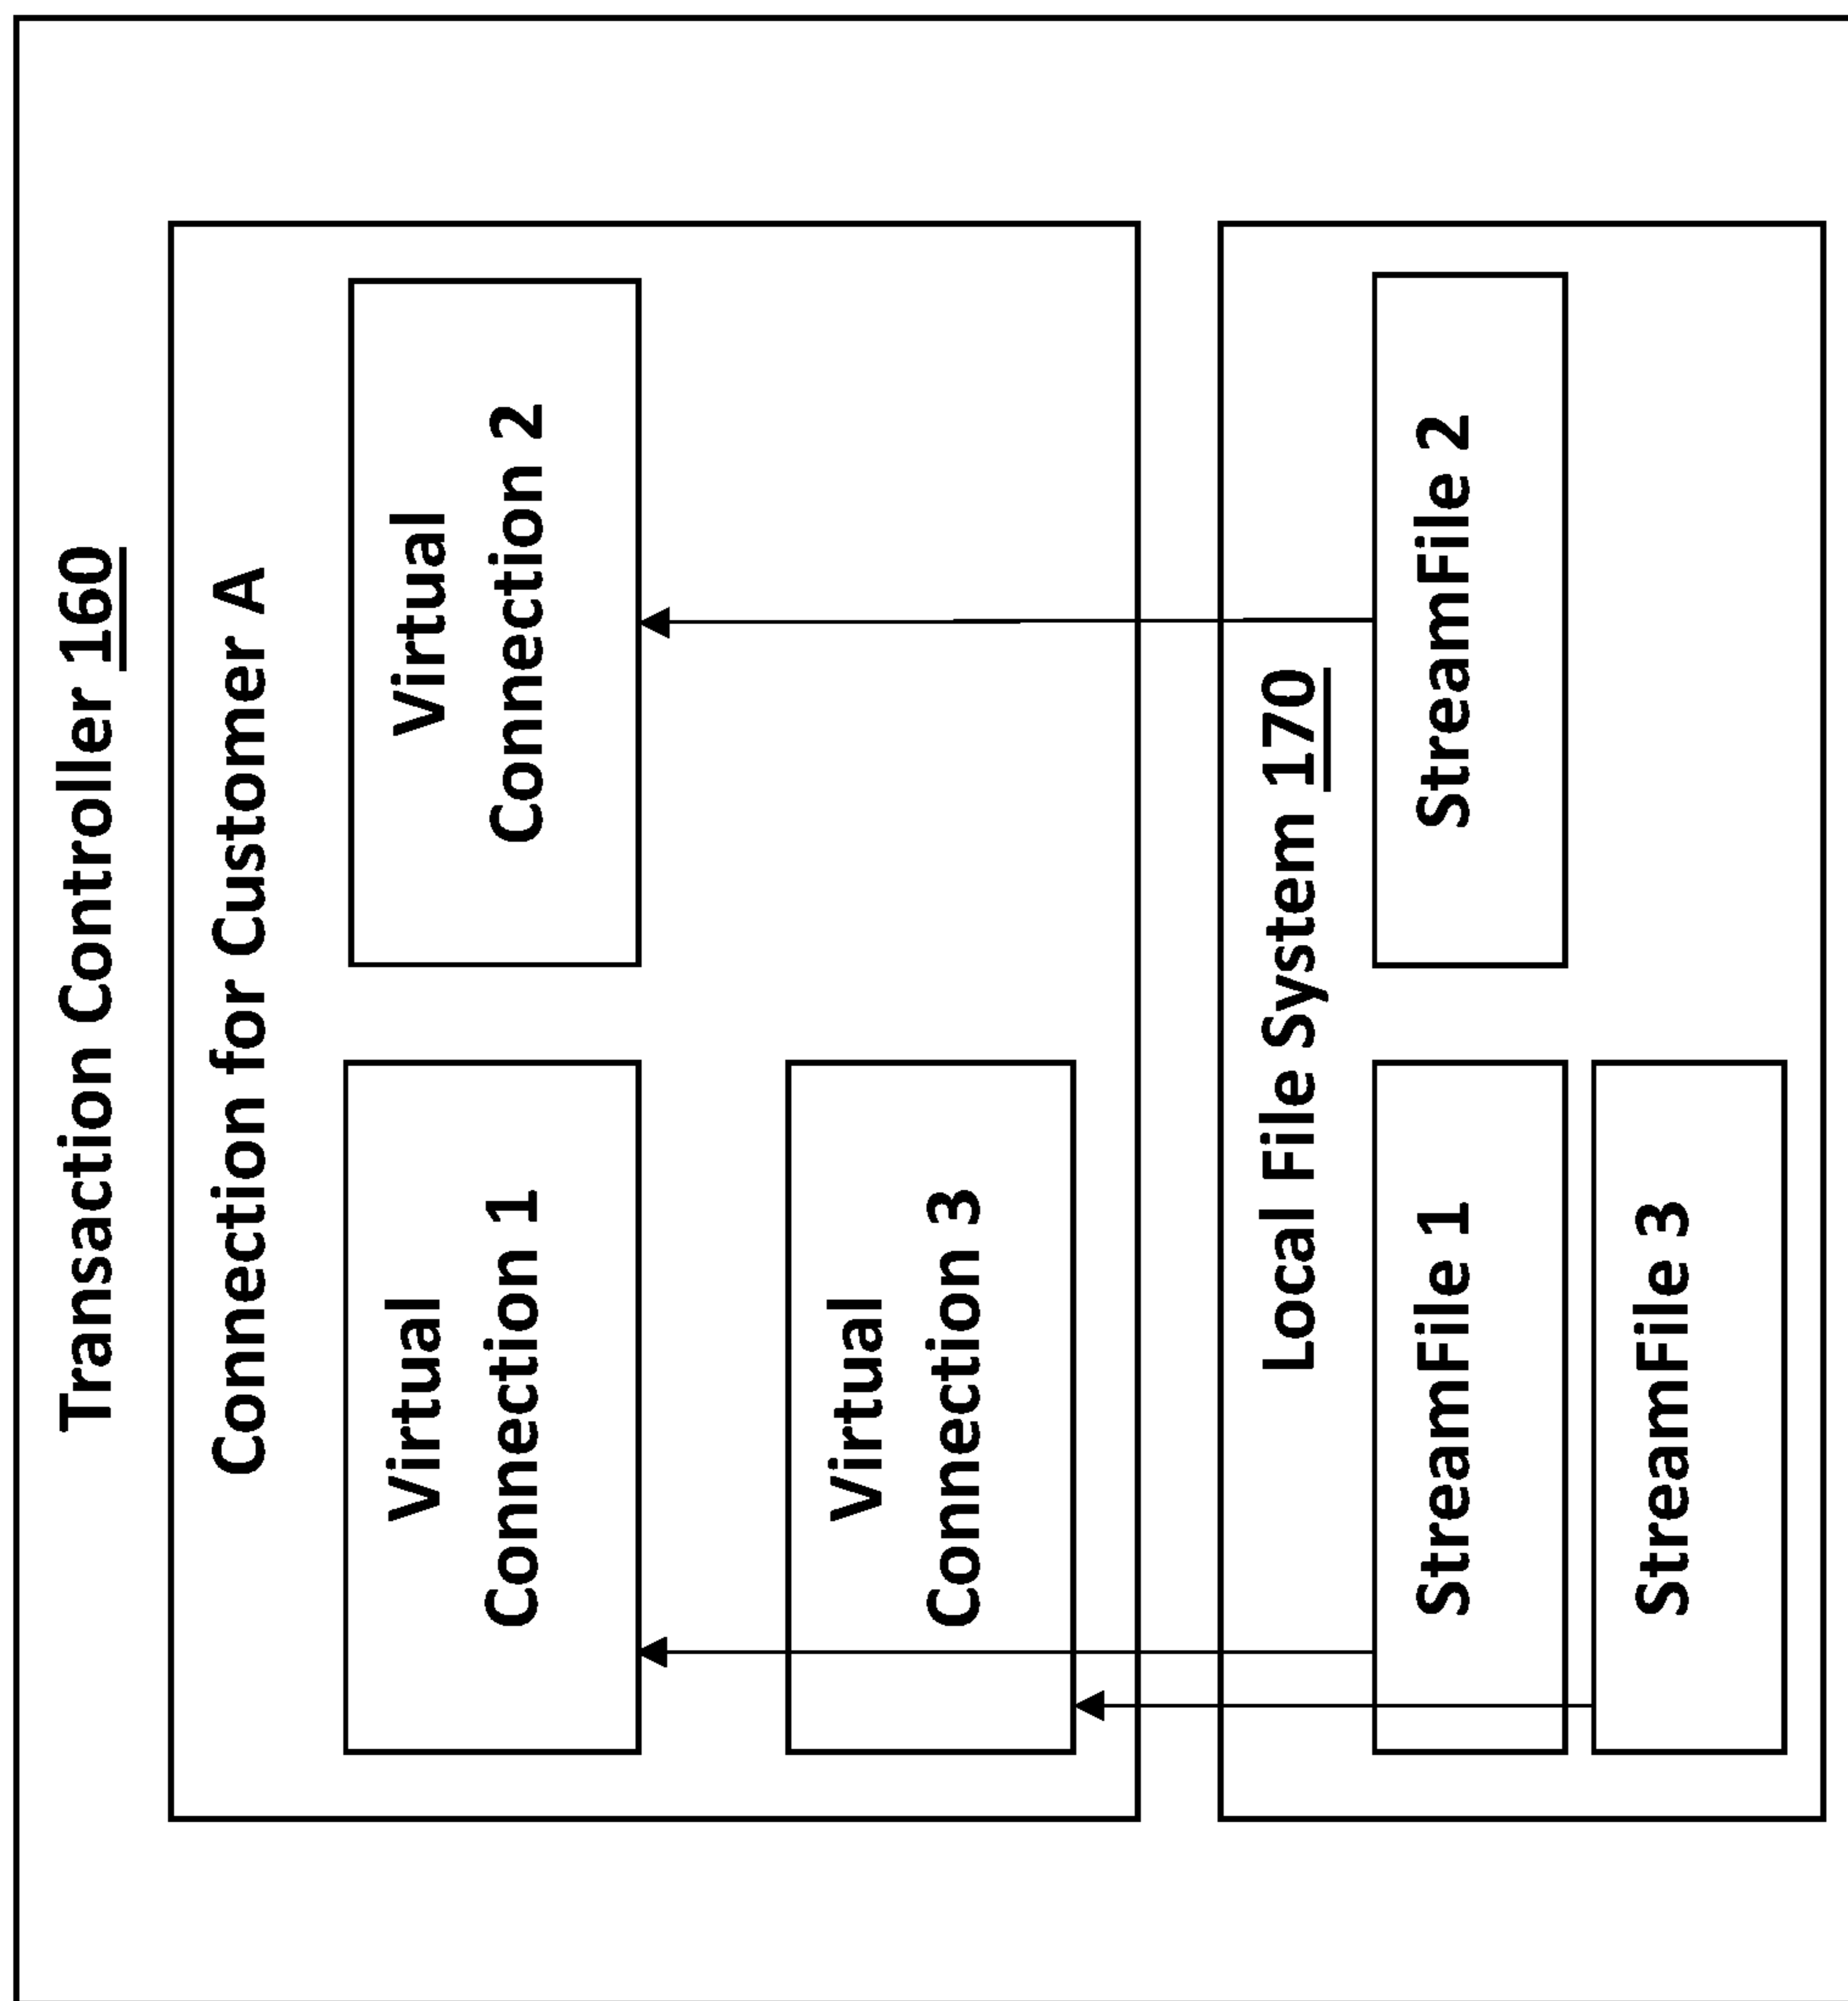 Transaction Controller 160
Connection for Customer A
Virtual
Connection 1
Virtual
Connection 2
Virtual
Connection 3
Local File System 170
StreamFile 1
StreamFile 2
StreamFile 3